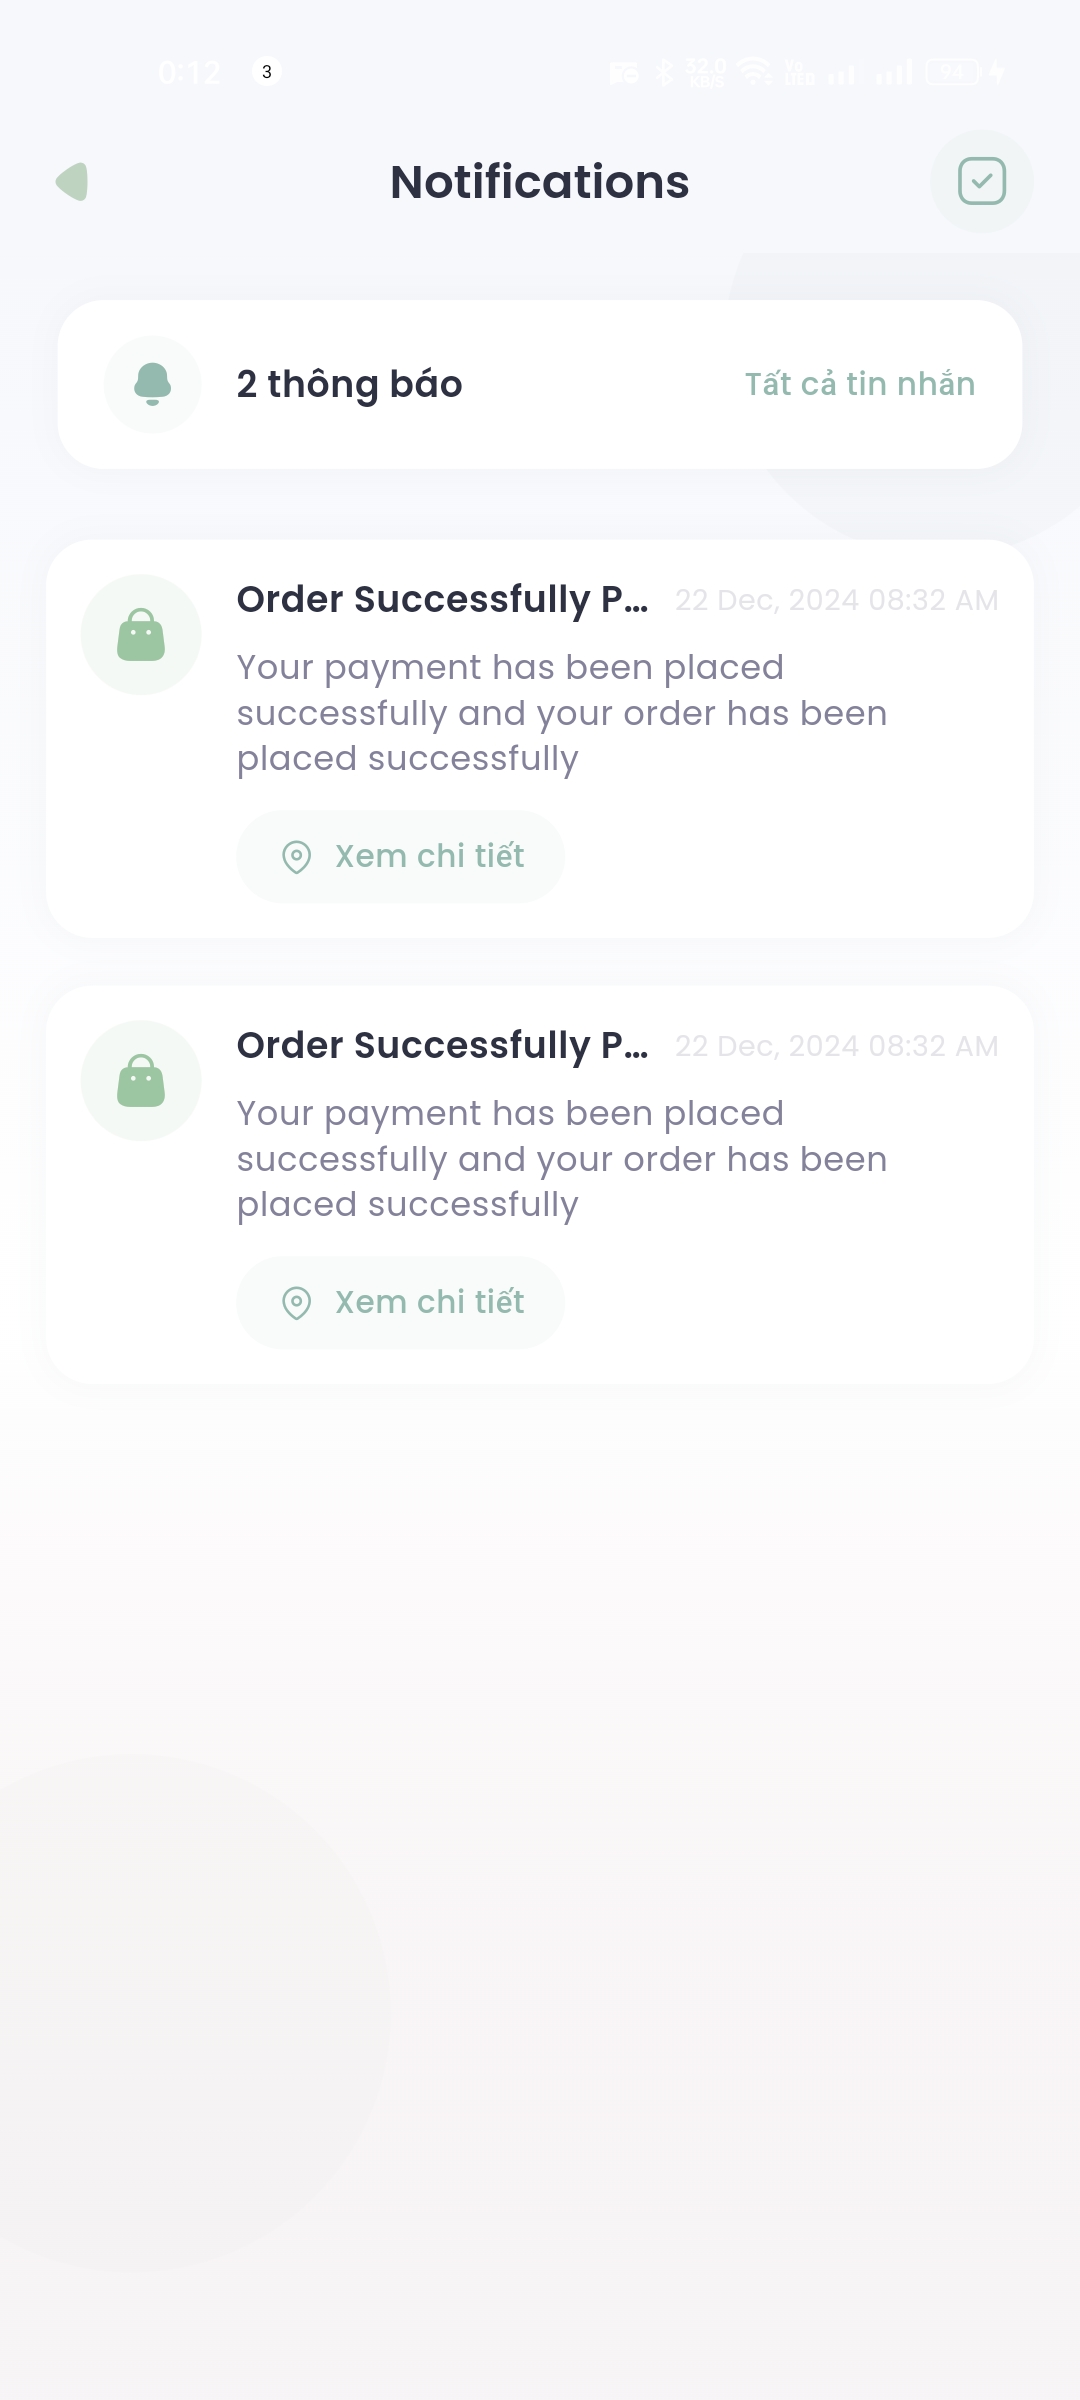 0:12 3 32.0 KB/S Vo LTED 94
Notifications
2 thông báo Tất cả tin nhắn
Order Successfully P... 22 Dec, 2024 08:32 AM
Your payment has been placed
successfully and your order has been
placed successfully
Xem chi tiết
Order Successfully P... 22 Dec, 2024 08:32 AM
Your payment has been placed
successfully and your order has been
placed successfully
Xem chi tiết